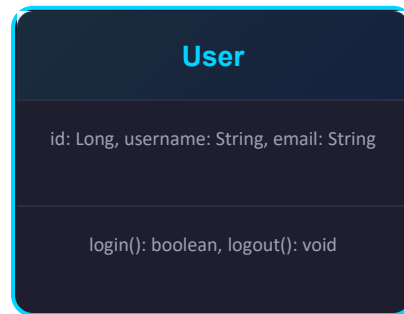 User
id: Long, username: String, email: String
login(): boolean, logout(): void